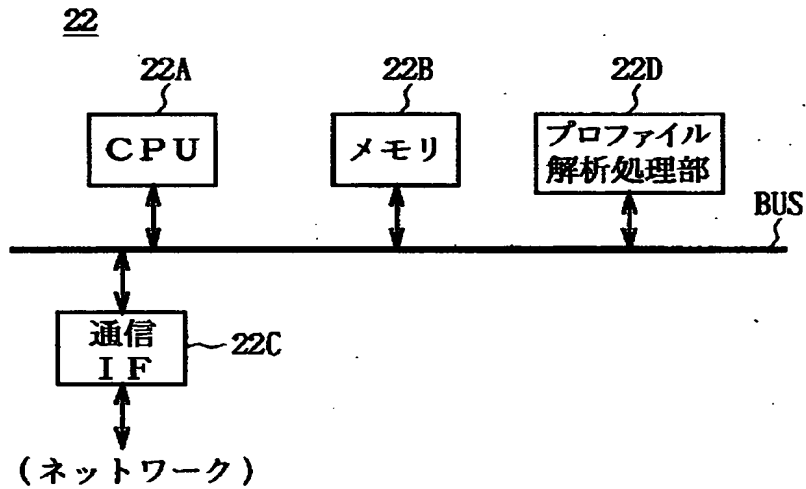 22
22A
22B
22D
CPU
メモリ
プロファイル
解析処理部
BUS
通信
IF
22C
(ネットワーク)